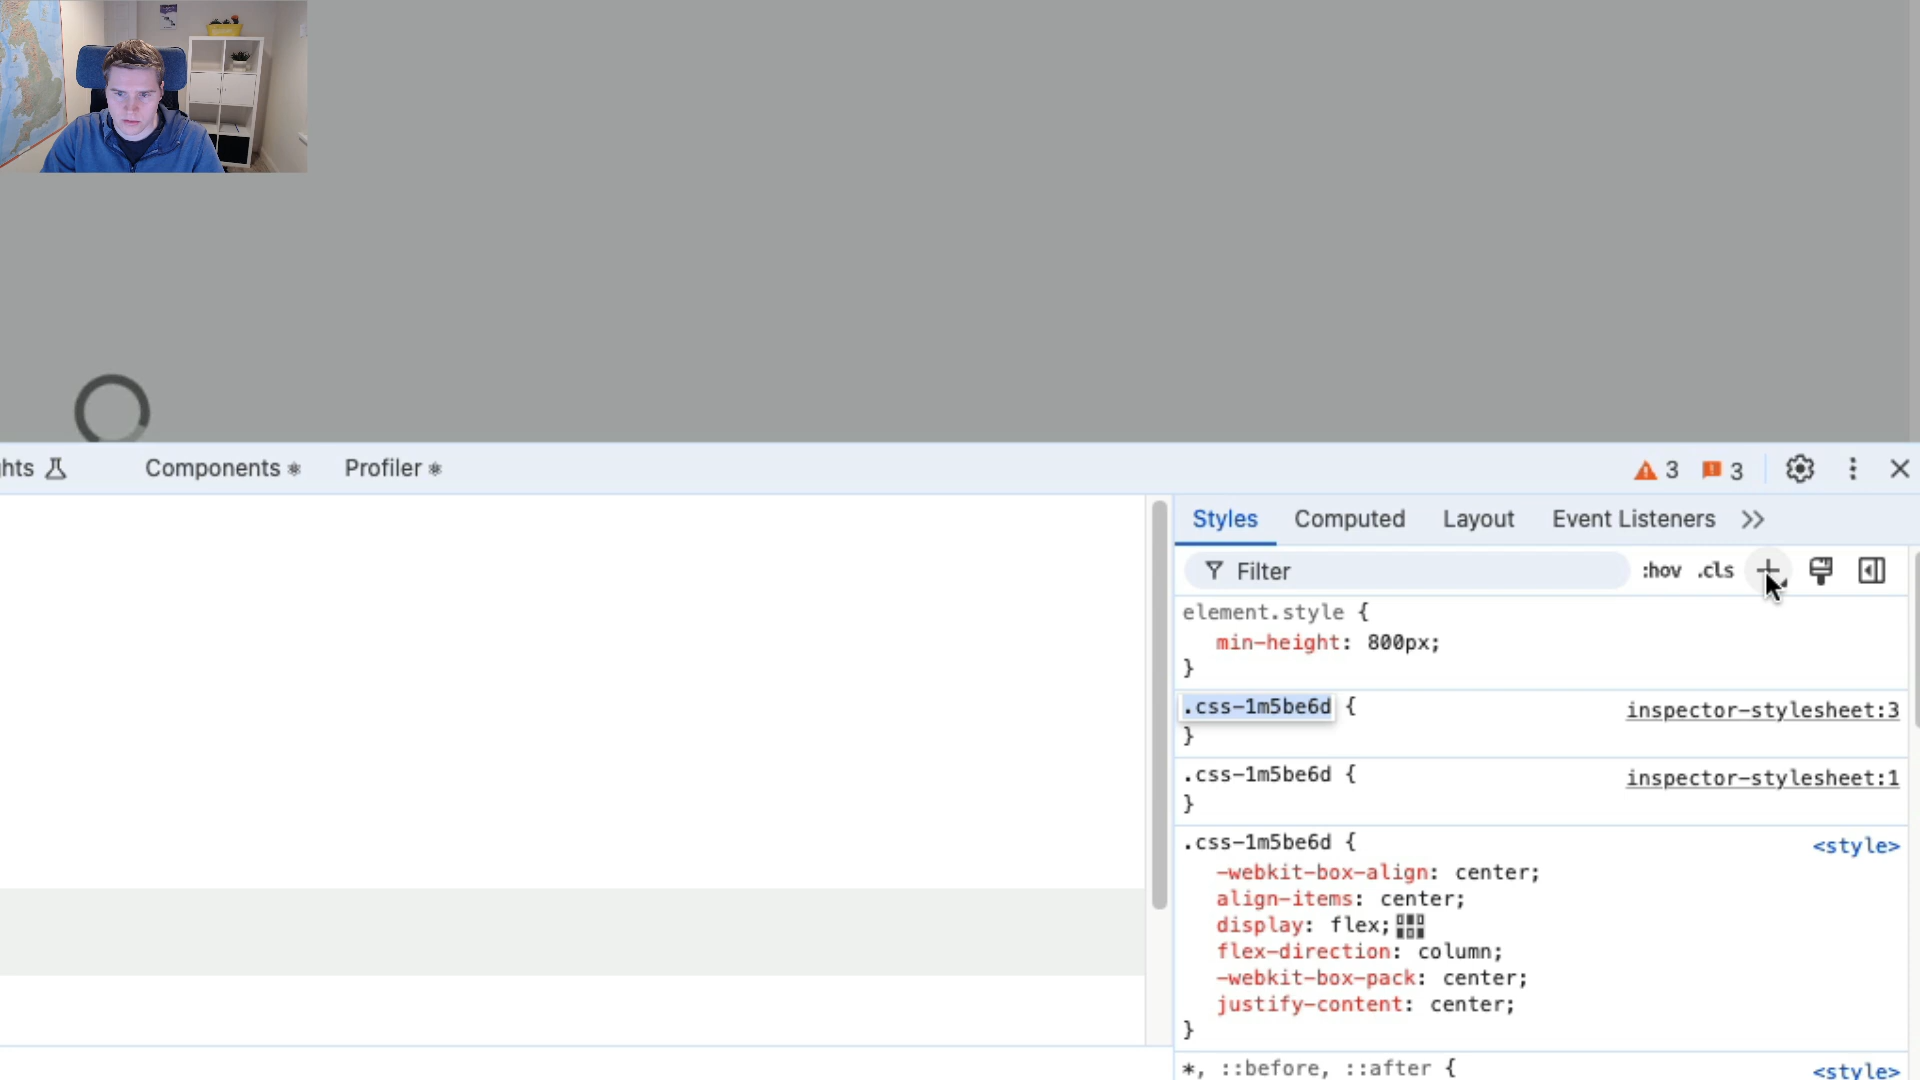 hts
Components
Profiler
3
3
Styles
Computed
Layout
Event Listeners
Filter
:hov
.cls
element.style {
min-height: 800px;
}
.css-1m5be6d {
inspector-stylesheet:3
}
.css-1m5be6d {
inspector-stylesheet:1
}
.css-1m5be6d {
<style>
-webkit-box-align: center;
align-items: center;
display: flex;
flex-direction: column;
-webkit-box-pack: center;
justify-content: center;
}
*, ::before, ::after {
<style>